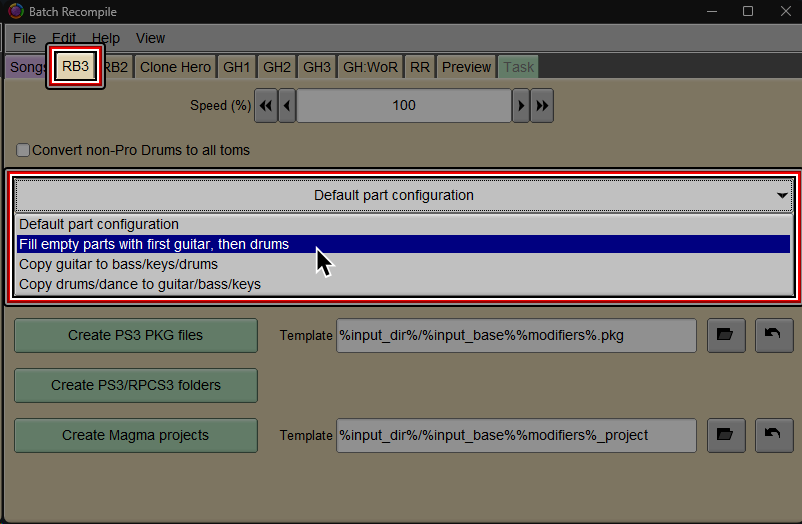 Batch Recompile
File Edit Help View
Songs RB3 RB2 Clone Hero GH1 GH2 GH3 GH:WoR RR Preview Task
Speed (%) 100
Convert non-Pro Drums to all toms
Default part configuration
Default part configuration
Fill empty parts with first guitar, then drums
Copy guitar to bass/keys/drums
Copy drums/dance to guitar/bass/keys
Create PS3 PKG files Template %input_dir%/%input_base%%modifiers%.pkg
Create PS3/RPCS3 folders
Create Magma projects Template %input_dir%/%input_base%%modifiers%_project